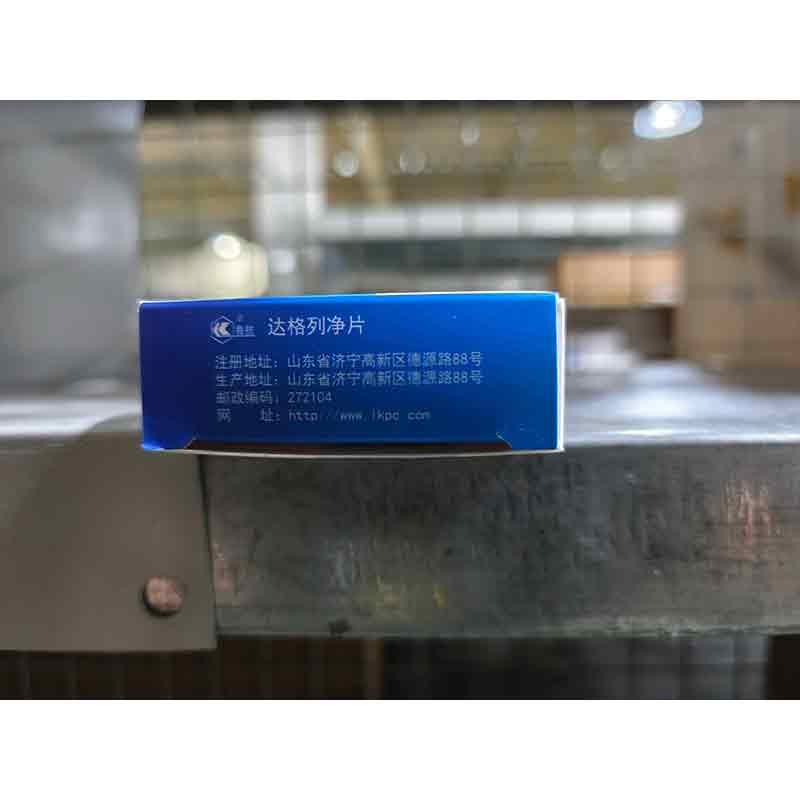 鲁抗 达格列净片
注册地址：山东省济宁高新区德源路88号
生产地址：山东省济宁高新区德源路88号
邮政编码：272104
网　　址：http://www.lkpc.com